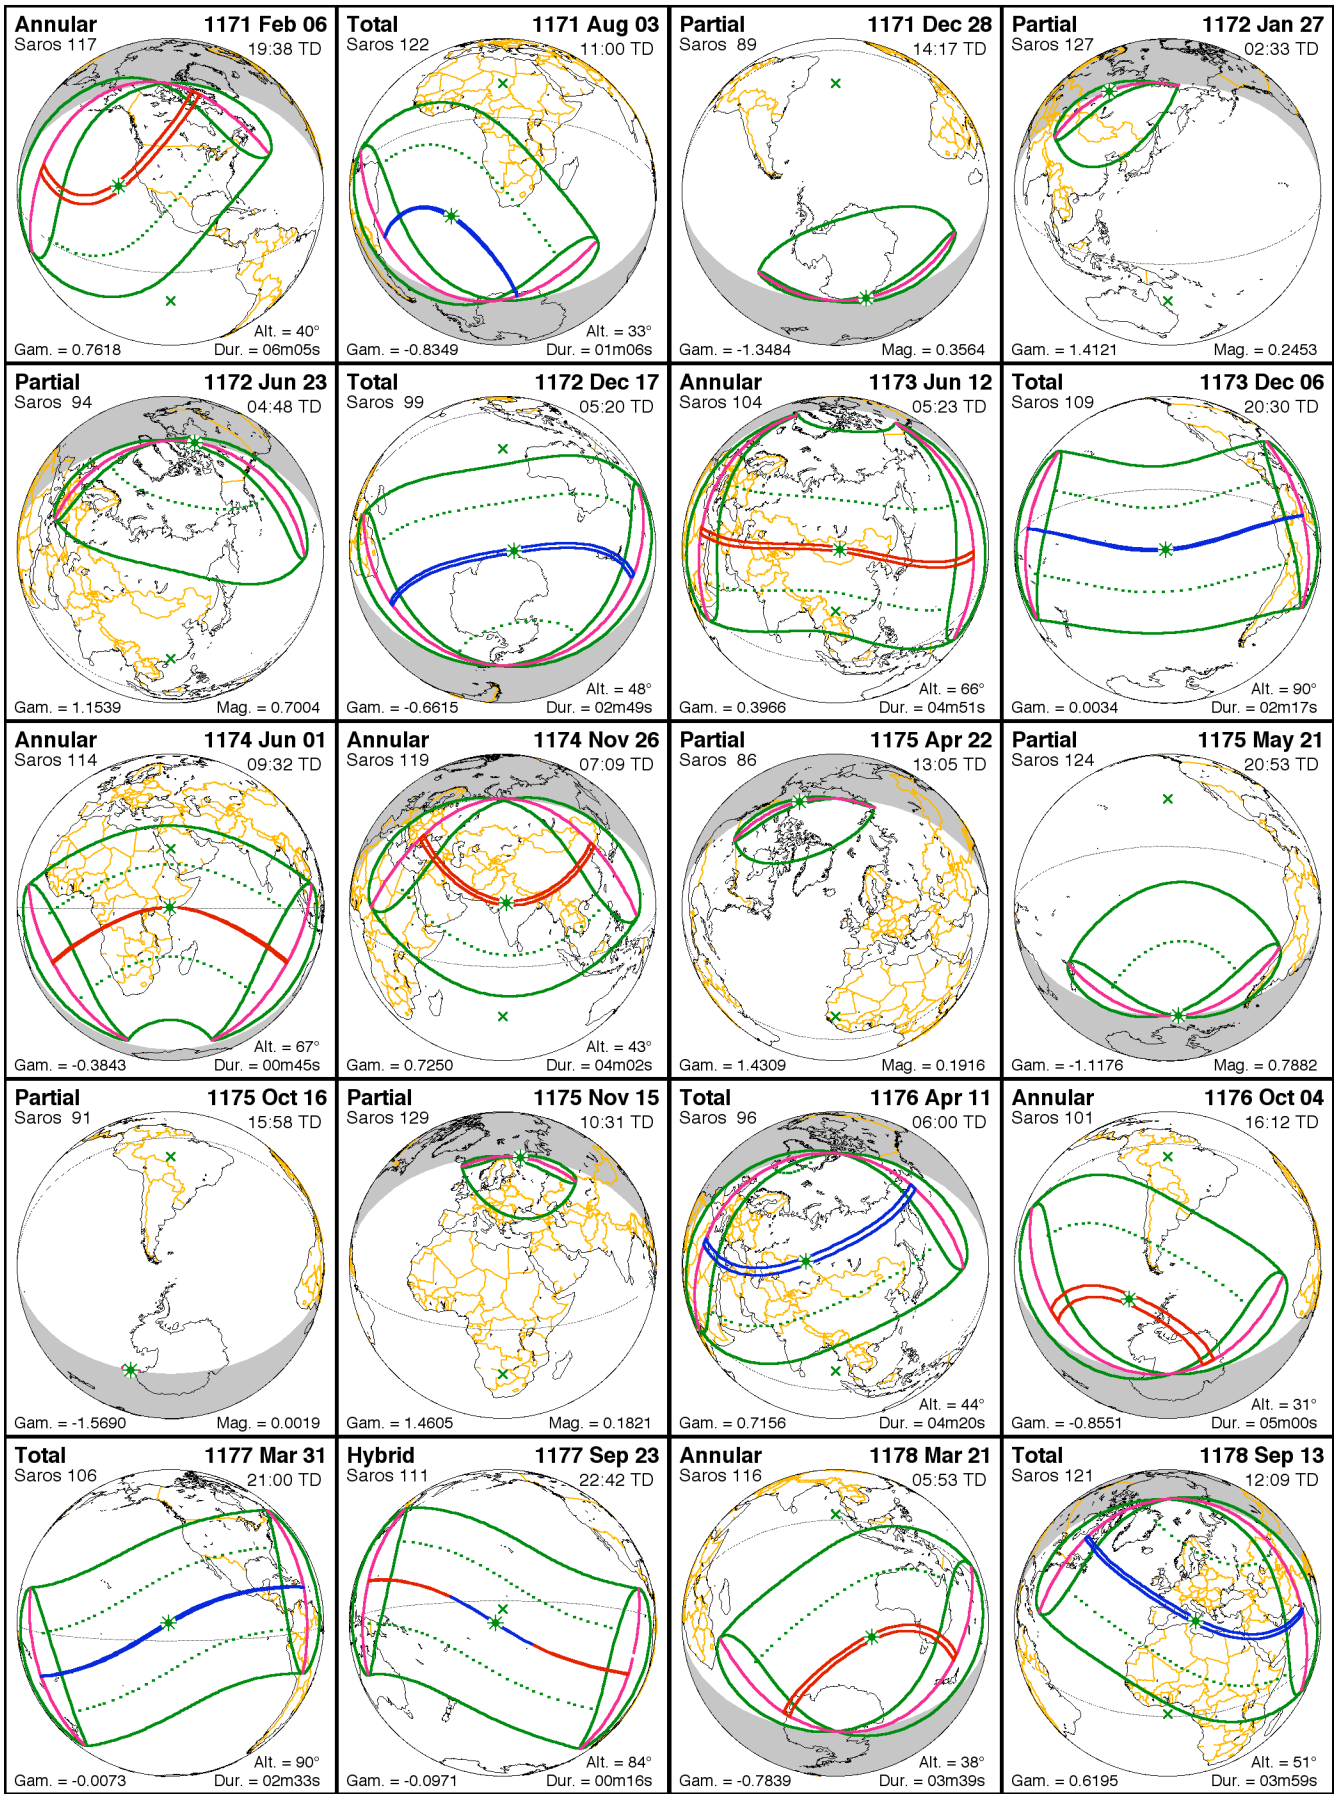 Annular 1171 Feb 06
Saros 117 19:38 TD
Alt. = 40°
Gam. = 0.7618 Dur. = 06m05s
Total 1171 Aug 03
Saros 122 11:00 TD
Alt. = 33°
Gam. = -0.8349 Dur. = 01m06s
Partial 1171 Dec 28
Saros 89 14:17 TD
Gam. = -1.3484 Mag. = 0.3564
Partial 1172 Jan 27
Saros 127 02:33 TD
Gam. = 1.4121 Mag. = 0.2453
Partial 1172 Jun 23
Saros 94 04:48 TD
Gam. = 1.1539 Mag. = 0.7004
Total 1172 Dec 17
Saros 99 05:20 TD
Alt. = 48°
Gam. = -0.6615 Dur. = 02m49s
Annular 1173 Jun 12
Saros 104 05:23 TD
Alt. = 66°
Gam. = 0.3966 Dur. = 04m51s
Total 1173 Dec 06
Saros 109 20:30 TD
Alt. = 90°
Gam. = 0.0034 Dur. = 02m17s
Annular 1174 Jun 01
Saros 114 09:32 TD
Alt. = 67°
Gam. = -0.3843 Dur. = 00m45s
Annular 1174 Nov 26
Saros 119 07:09 TD
Alt. = 43°
Gam. = 0.7250 Dur. = 04m02s
Partial 1175 Apr 22
Saros 86 13:05 TD
Gam. = 1.4309 Mag. = 0.1916
Partial 1175 May 21
Saros 124 20:53 TD
Gam. = -1.1176 Mag. = 0.7882
Partial 1175 Oct 16
Saros 91 15:58 TD
Gam. = -1.5690 Mag. = 0.0019
Partial 1175 Nov 15
Saros 129 10:31 TD
Gam. = 1.4605 Mag. = 0.1821
Total 1176 Apr 11
Saros 96 06:00 TD
Alt. = 44°
Gam. = 0.7156 Dur. = 04m20s
Annular 1176 Oct 04
Saros 101 16:12 TD
Alt. = 31°
Gam. = -0.8551 Dur. = 05m00s
Total 1177 Mar 31
Saros 106 21:00 TD
Alt. = 90°
Gam. = -0.0073 Dur. = 02m33s
Hybrid 1177 Sep 23
Saros 111 22:42 TD
Alt. = 84°
Gam. = -0.0971 Dur. = 00m16s
Annular 1178 Mar 21
Saros 116 05:53 TD
Alt. = 38°
Gam. = -0.7839 Dur. = 03m39s
Total 1178 Sep 13
Saros 121 12:09 TD
Alt. = 51°
Gam. = 0.6195 Dur. = 03m59s